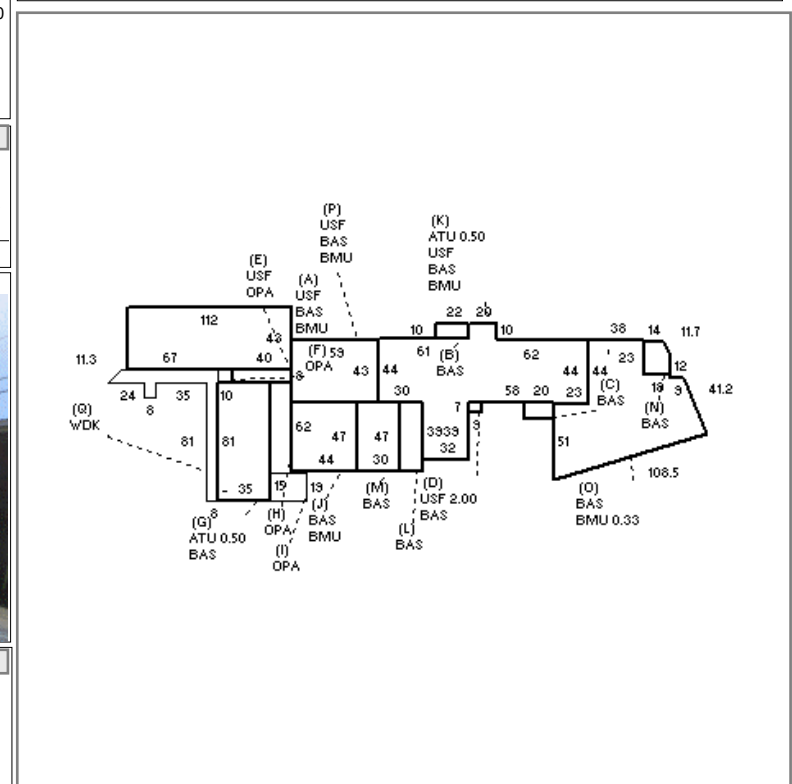 (P)
USF
BAS
BMU
(K)
ATU 0.50
USF
BAS
BMU
(E)
USF
OPA
(A)
USF
BAS
BMU
22
20
112
43
10
10
38
14
11.7
(F)
OPA
59
61
(B)
BAS
62
23
11.3
67
40
8
43
44
44
44
12
(C)
BAS
18
9
41.2
(N)
BAS
24
8
35
10
30
58
20
23
(Q)
WDK
7
9
81
81
62
47
47
3939
32
51
44
30
35
19
19
108.5
8
(G)
ATU 0.50
BAS
(H)
OPA
(I)
OPA
(J)
BAS
BMU
(M)
BAS
(L)
BAS
(D)
USF 2.00
BAS
(O)
BAS
BMU 0.33